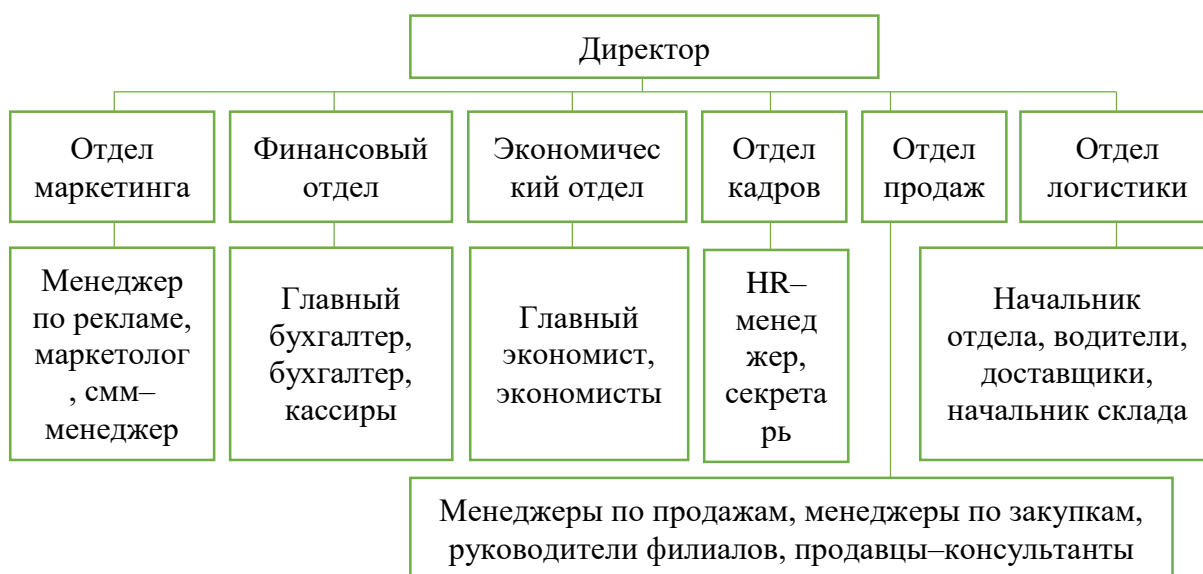 Директор
Отдел
маркетинга
Финансовый
отдел
Экономичес
кий отдел
Отдел
кадров
Отдел
продаж
Отдел
логистики
Менеджер
по рекламе,
маркетолог
, смм–
менеджер
Главный
бухгалтер,
бухгалтер,
кассиры
Главный
экономист,
экономисты
HR–
менед
жер,
секрета
рь
Начальник
отдела, водители,
доставщики,
начальник склада
Менеджеры по продажам, менеджеры по закупкам,
руководители филиалов, продавцы–консультанты